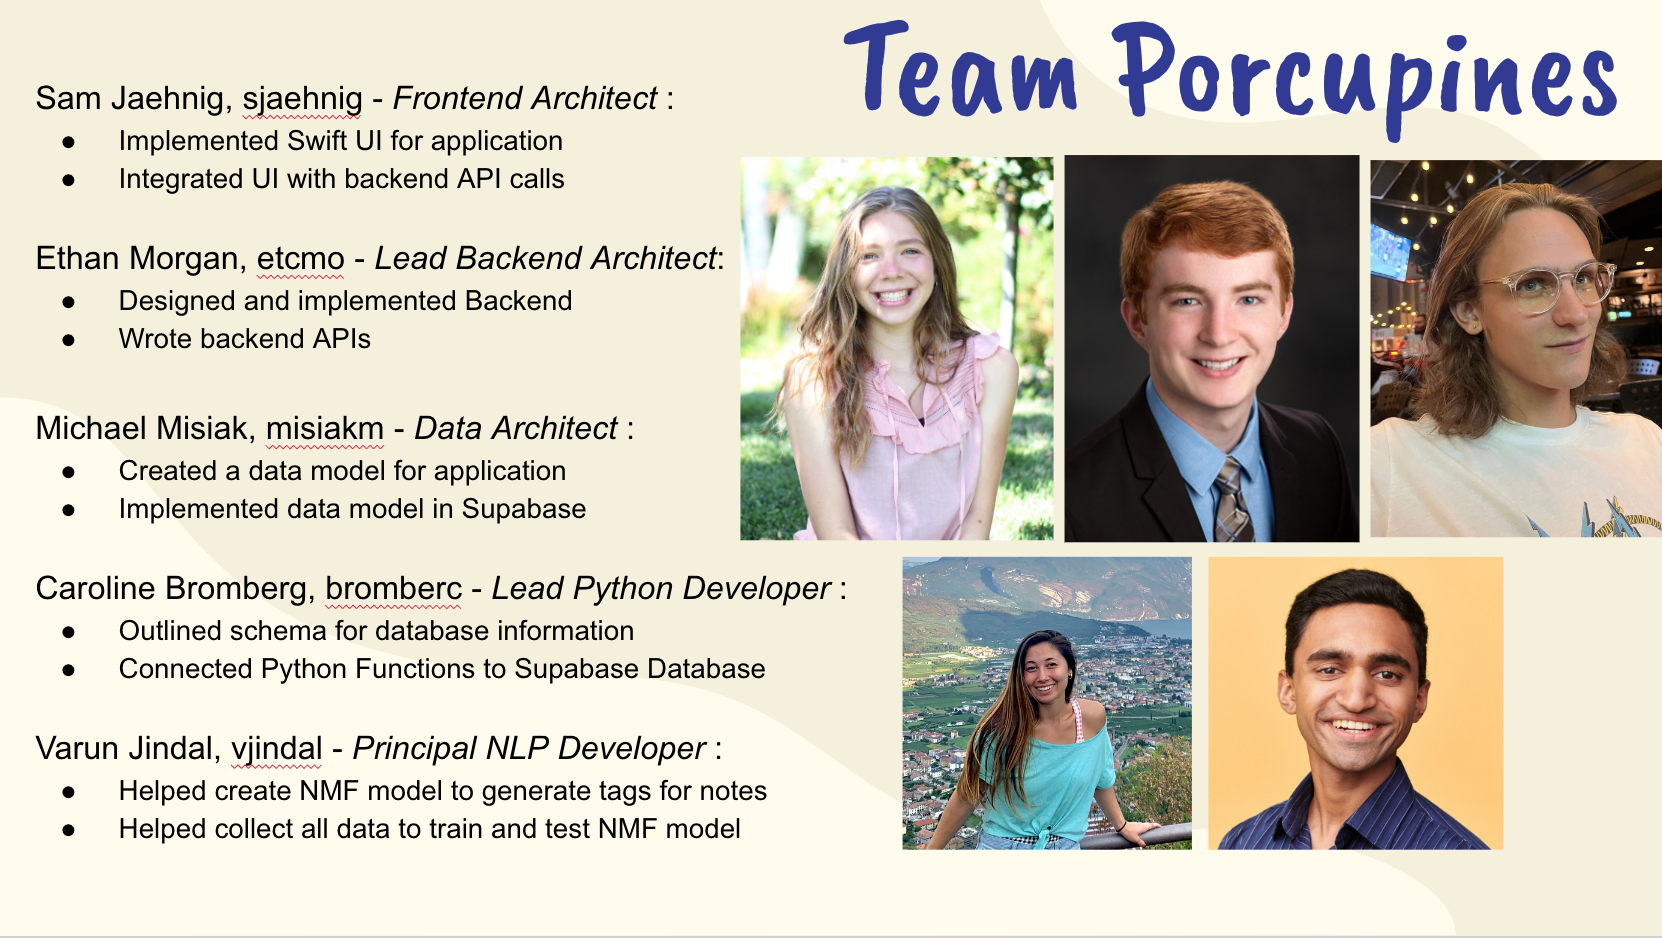 Team Porcupines
Sam Jaehnig, sjaehnig - Frontend Architect :
● Implemented Swift UI for application
● Integrated UI with backend API calls
Ethan Morgan, etcmo - Lead Backend Architect:
● Designed and implemented Backend
● Wrote backend APIs
Michael Misiak, misiakm - Data Architect :
● Created a data model for application
● Implemented data model in Supabase
Caroline Bromberg, bromberc - Lead Python Developer :
● Outlined schema for database information
● Connected Python Functions to Supabase Database
Varun Jindal, vjindal - Principal NLP Developer :
● Helped create NMF model to generate tags for notes
● Helped collect all data to train and test NMF model